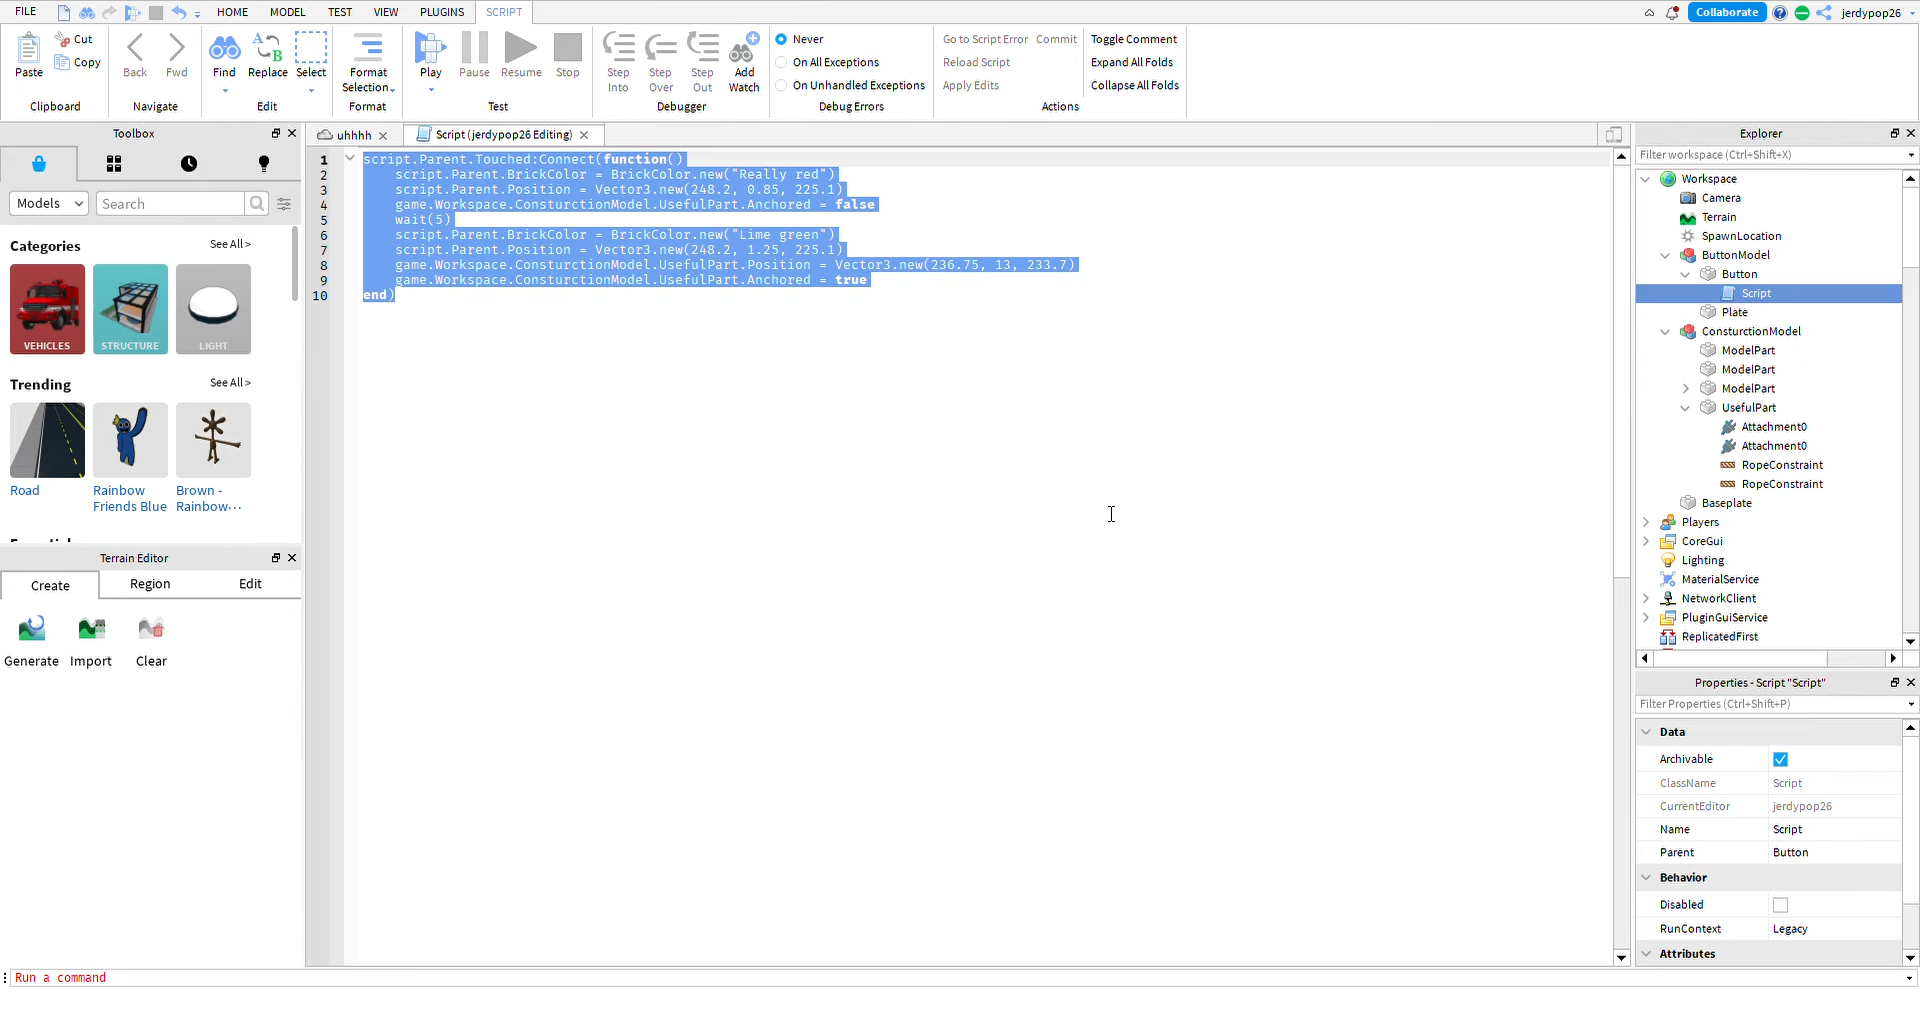 FILE HOME MODEL TEST VIEW PLUGINS SCRIPT Collaborate jerdypop26
Paste Cut Copy Clipboard
Back Fwd Navigate
Find Replace Select Edit
Format Selection Format
Play Pause Resume Stop Test
Step Into Step Over Step Out Add Watch Debugger
Never
On All Exceptions
On Unhandled Exceptions
Debug Errors
Go to Script Error Commit Toggle Comment
Reload Script Expand All Folds
Apply Edits Collapse All Folds
Actions
Toolbox
Models Search
Categories See All >
VEHICLES STRUCTURE LIGHT
Trending See All >
Road Rainbow Friends Blue Brown - Rainbow...
Terrain Editor
Create Region Edit
Generate Import Clear
uhhhh Script (jerdypop26 Editing)
1 script.Parent.Touched:Connect(function()
2 script.Parent.BrickColor = BrickColor.new("Really red")
3 script.Parent.Position = Vector3.new(248.2, 0.85, 225.1)
4 game.Workspace.ConsturctionModel.UsefulPart.Anchored = false
5 wait(5)
6 script.Parent.BrickColor = BrickColor.new("Lime green")
7 script.Parent.Position = Vector3.new(248.2, 1.25, 225.1)
8 game.Workspace.ConsturctionModel.UsefulPart.Position = Vector3.new(236.75, 13, 233.7)
9 game.Workspace.ConsturctionModel.UsefulPart.Anchored = true
10 end)
Explorer
Filter workspace (Ctrl+Shift+X)
Workspace
Camera
Terrain
SpawnLocation
ButtonModel
Button
Script
Plate
ConsturctionModel
ModelPart
ModelPart
ModelPart
UsefulPart
Attachment0
Attachment0
RopeConstraint
RopeConstraint
Baseplate
Players
CoreGui
Lighting
MaterialService
NetworkClient
PluginGuiService
ReplicatedFirst
Properties - Script "Script"
Filter Properties (Ctrl+Shift+P)
Data
Archivable
ClassName Script
CurrentEditor jerdypop26
Name Script
Parent Button
Behavior
Disabled
RunContext Legacy
Attributes
Run a command